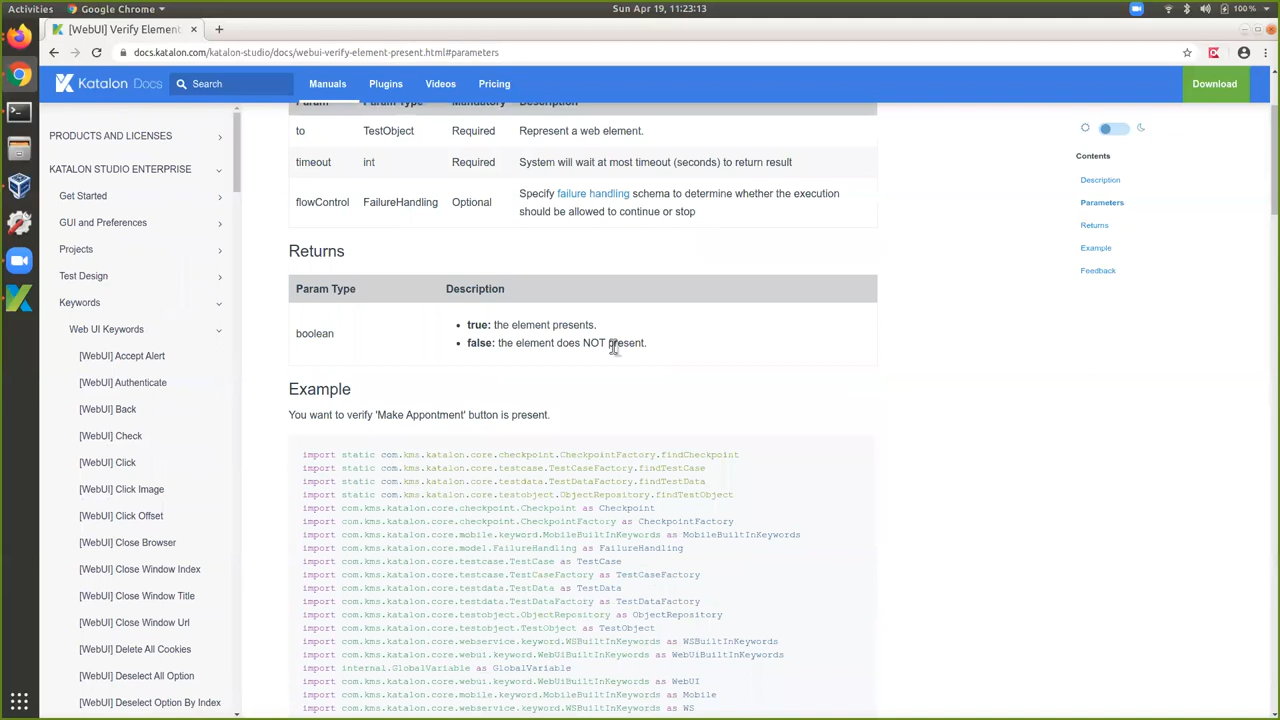 Activities
Google Chrome
Sun Apr 19, 11:23:13
100 %
[WebUI] Verify Element
docs.katalon.com/katalon-studio/docs/webui-verify-element-present.html#parameters
Katalon Docs
Search
Manuals
Plugins
Videos
Pricing
Download
PRODUCTS AND LICENSES
KATALON STUDIO ENTERPRISE
Get Started
GUI and Preferences
Projects
Test Design
Keywords
Web UI Keywords
[WebUI] Accept Alert
[WebUI] Authenticate
[WebUI] Back
[WebUI] Check
[WebUI] Click
[WebUI] Click Image
[WebUI] Click Offset
[WebUI] Close Browser
[WebUI] Close Window Index
[WebUI] Close Window Title
[WebUI] Close Window Url
[WebUI] Delete All Cookies
[WebUI] Deselect All Option
[WebUI] Deselect Option By Index
Param Param Type Mandatory Description
to TestObject Required Represent a web element.
timeout int Required System will wait at most timeout (seconds) to return result
flowControl FailureHandling Optional Specify failure handling schema to determine whether the execution
should be allowed to continue or stop
Returns
Param Type Description
boolean
true: the element presents.
false: the element does NOT present.
Example
You want to verify 'Make Appontment' button is present.
import static com.kms.katalon.core.checkpoint.CheckpointFactory.findCheckpoint
import static com.kms.katalon.core.testcase.TestCaseFactory.findTestCase
import static com.kms.katalon.core.testdata.TestDataFactory.findTestData
import static com.kms.katalon.core.testobject.ObjectRepository.findTestObject
import com.kms.katalon.core.checkpoint.Checkpoint as Checkpoint
import com.kms.katalon.core.checkpoint.CheckpointFactory as CheckpointFactory
import com.kms.katalon.core.mobile.keyword.MobileBuiltInKeywords as MobileBuiltInKeywords
import com.kms.katalon.core.model.FailureHandling as FailureHandling
import com.kms.katalon.core.testcase.TestCase as TestCase
import com.kms.katalon.core.testcase.TestCaseFactory as TestCaseFactory
import com.kms.katalon.core.testdata.TestData as TestData
import com.kms.katalon.core.testdata.TestDataFactory as TestDataFactory
import com.kms.katalon.core.testobject.ObjectRepository as ObjectRepository
import com.kms.katalon.core.testobject.TestObject as TestObject
import com.kms.katalon.core.webservice.keyword.WSBuiltInKeywords as WSBuiltInKeywords
import com.kms.katalon.core.webui.keyword.WebUiBuiltInKeywords as WebUiBuiltInKeywords
import internal.GlobalVariable as GlobalVariable
import com.kms.katalon.core.webui.keyword.WebUiBuiltInKeywords as WebUI
import com.kms.katalon.core.mobile.keyword.MobileBuiltInKeywords as Mobile
import com.kms.katalon.core.webservice.keyword.WSBuiltInKeywords as WS
Contents
Description
Parameters
Returns
Example
Feedback